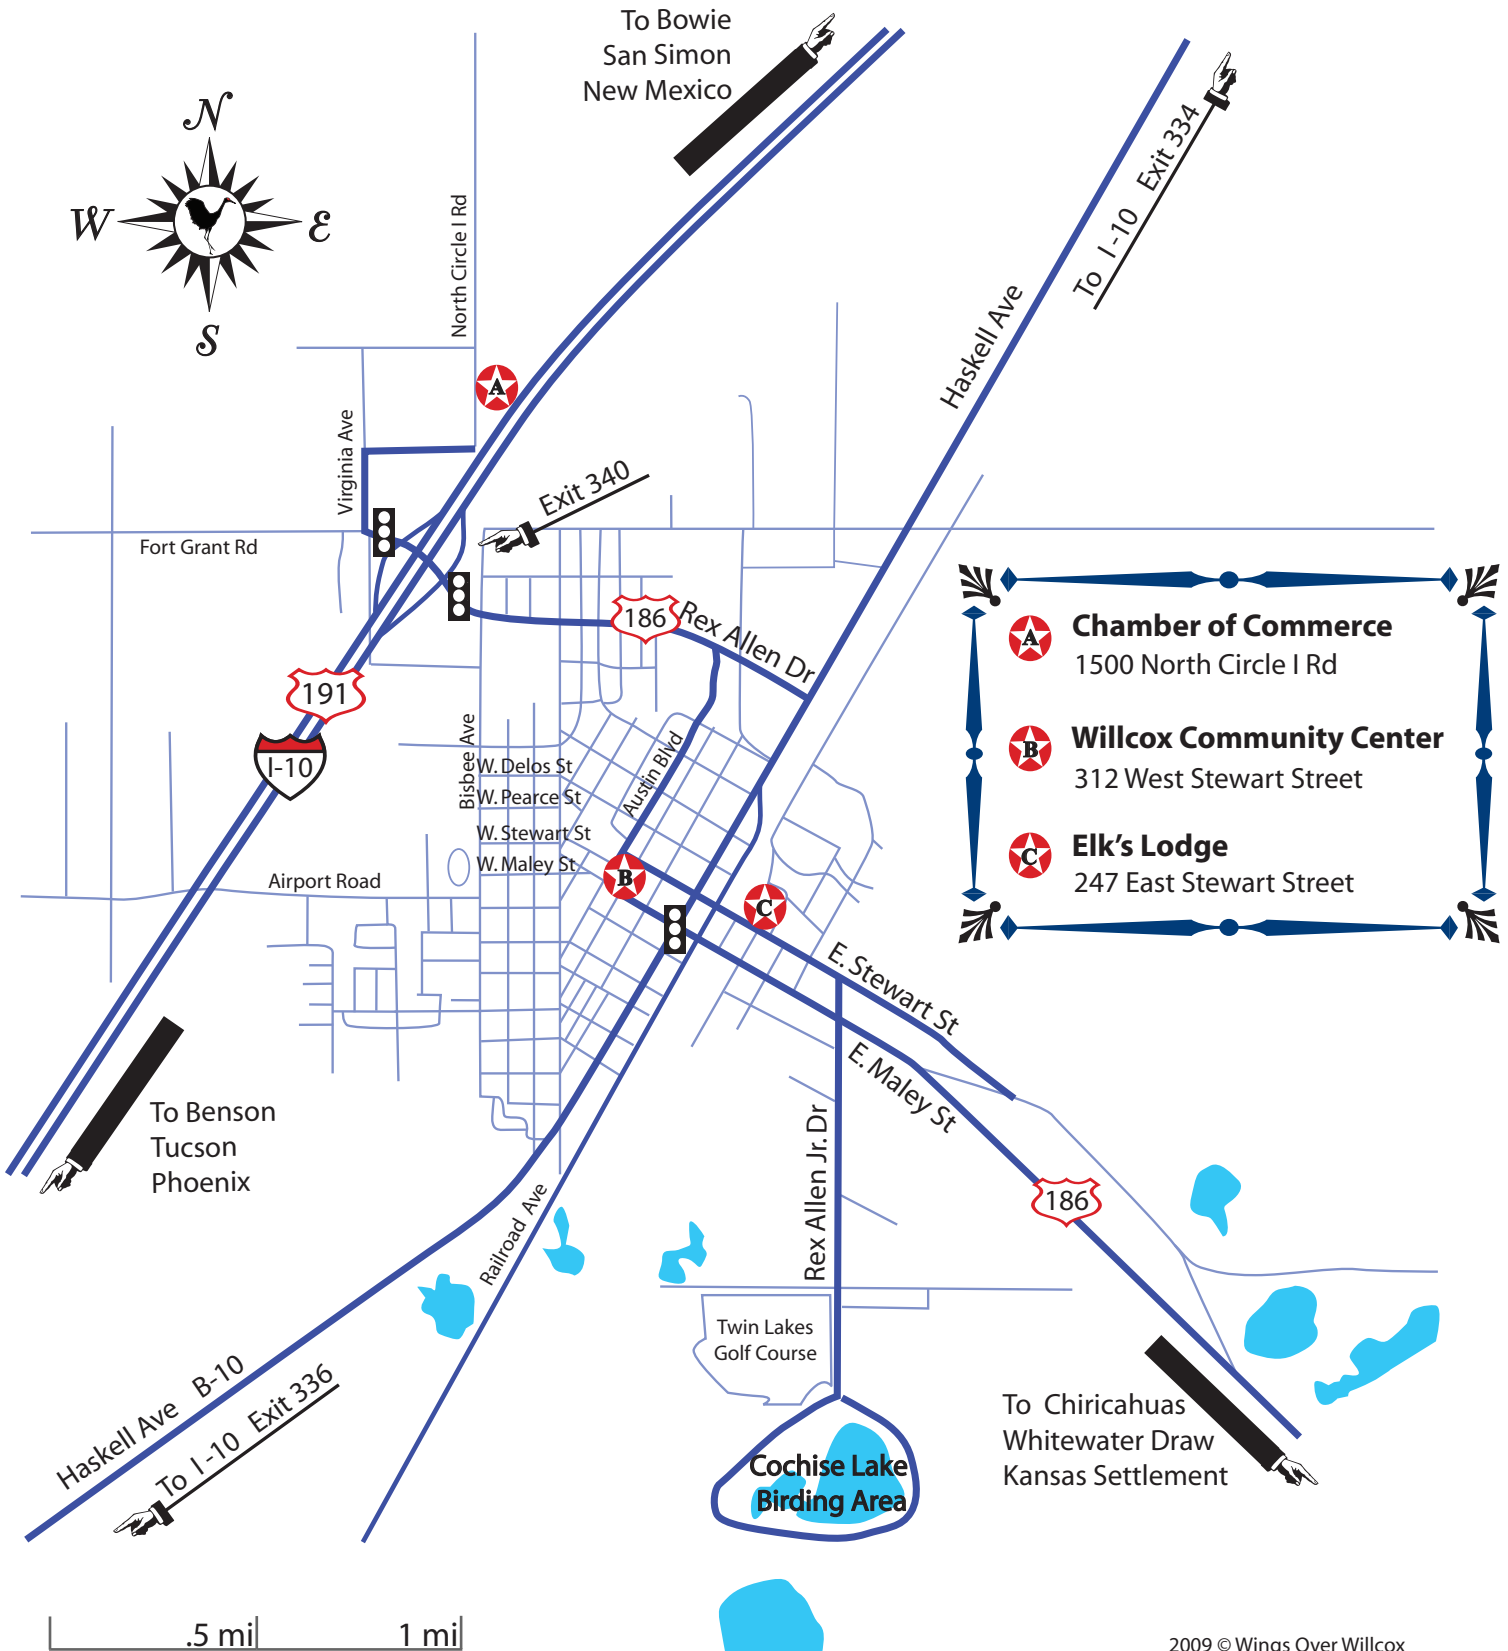 To Bowie
San Simon
New Mexico
N
W
E
S
North Circle I Rd
To I-10 Exit 334
Haskell Ave
A
Virginia Ave
Exit 340
Fort Grant Rd
186
Rex Allen Dr
191
I-10
Bisbee Ave
Austin Blvd
W. Delos St
W. Pearce St
W. Stewart St
W. Maley St
Airport Road
B
C
A
Chamber of Commerce
1500 North Circle I Rd
B
Willcox Community Center
312 West Stewart Street
C
Elk's Lodge
247 East Stewart Street
E. Stewart St
E. Maley St
To Benson
Tucson
Phoenix
Rex Allen Jr. Dr
186
Railroad Ave
Twin Lakes
Golf Course
Haskell Ave B-10
To I-10 Exit 336
To Chiricahuas
Whitewater Draw
Kansas Settlement
Cochise Lake
Birding Area
.5 mi
1 mi
2009 © Wings Over Willcox